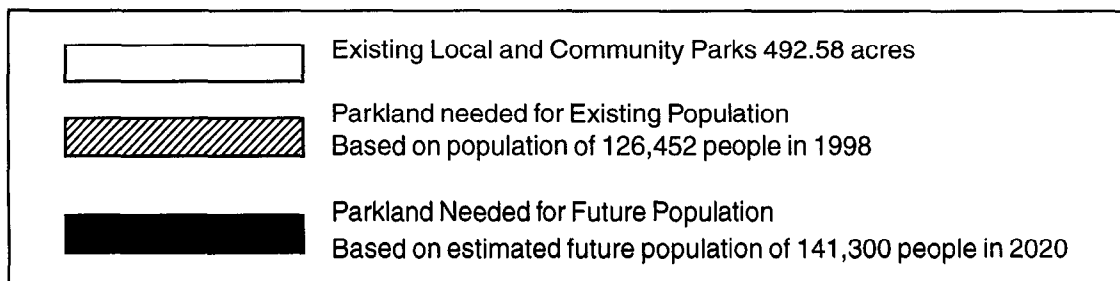 Existing Local and Community Parks 492.58 acres
Parkland needed for Existing Population
Based on population of 126,452 people in 1998
Parkland Needed for Future Population
Based on estimated future population of 141,300 people in 2020